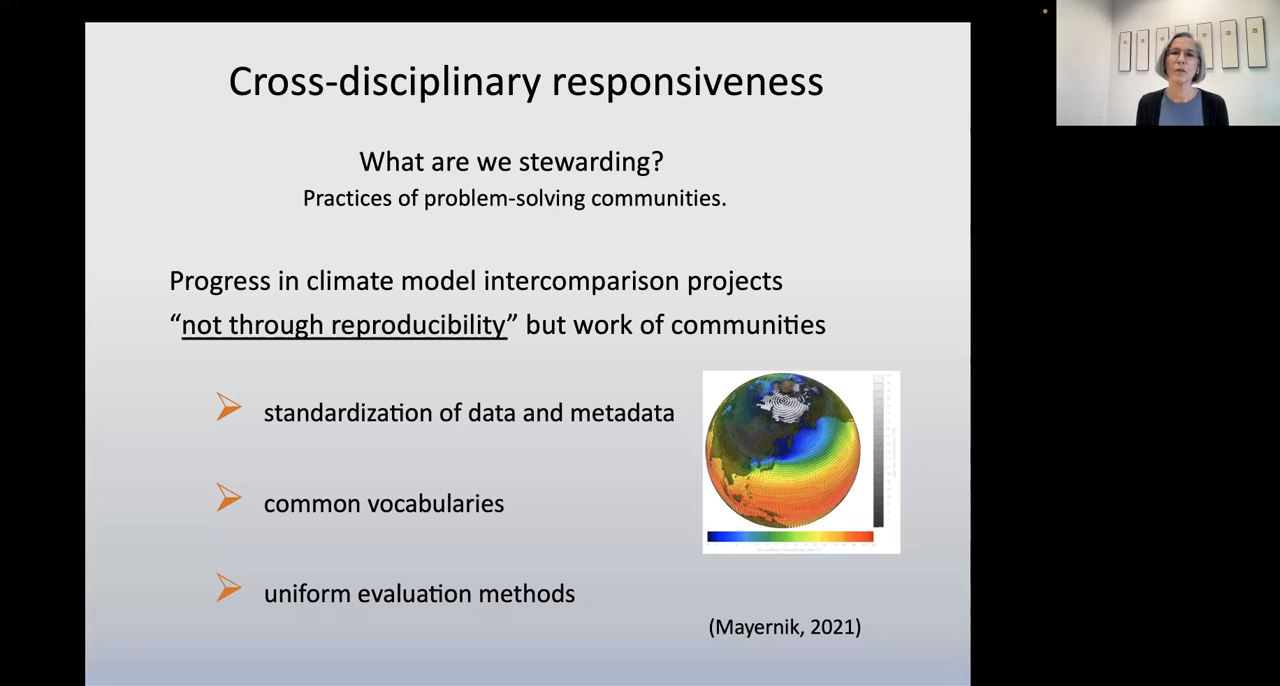 Cross-disciplinary responsiveness
What are we stewarding?
Practices of problem-solving communities.
Progress in climate model intercomparison projects
“not through reproducibility” but work of communities
standardization of data and metadata
common vocabularies
uniform evaluation methods
(Mayernik, 2021)